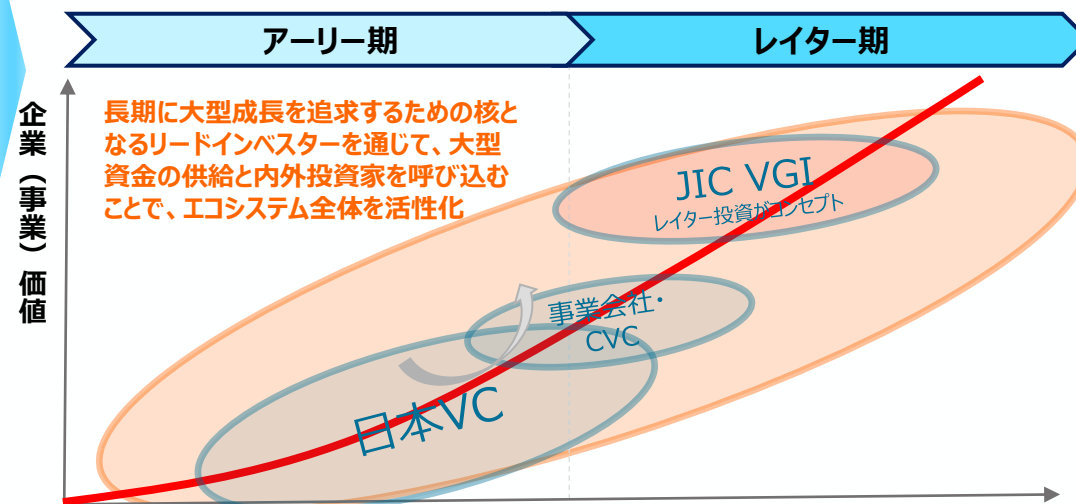 アーリー期
レイター期
企業（事業）価値
長期に大型成長を追求するための核と
なるリードインベスターを通じて、大型
資金の供給と内外投資家を呼び込む
ことで、エコシステム全体を活性化
JIC VGI
レイター投資がコンセプト
事業会社・
CVC
日本VC